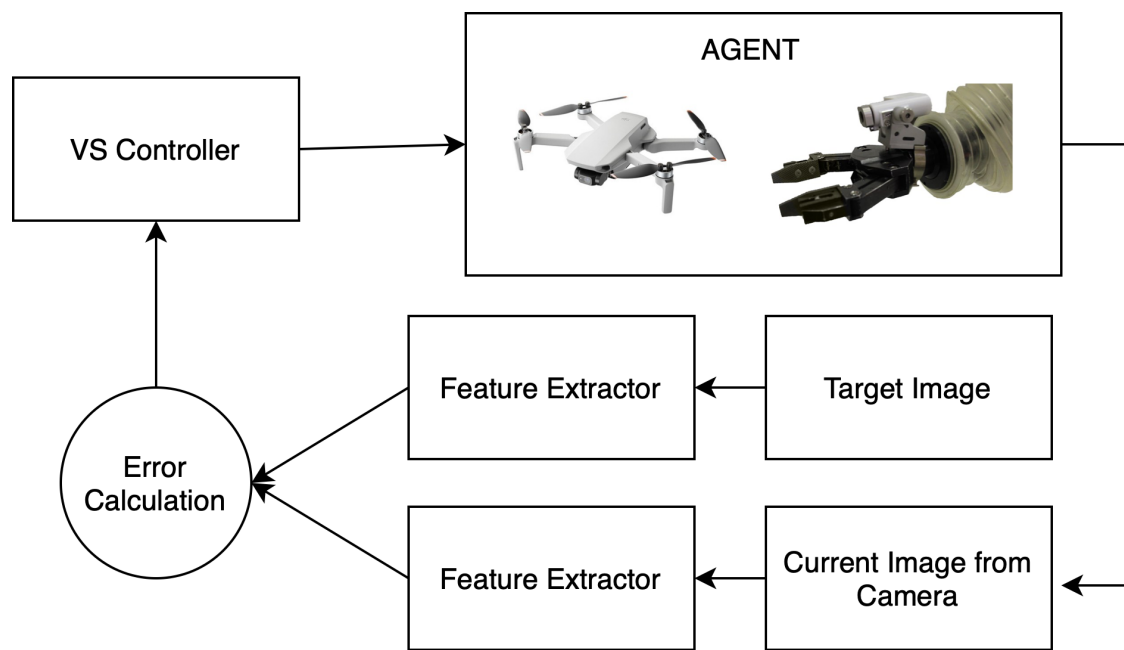 AGENT
VS Controller
Feature Extractor
Target Image
Error
Calculation
Feature Extractor
Current Image from
Camera